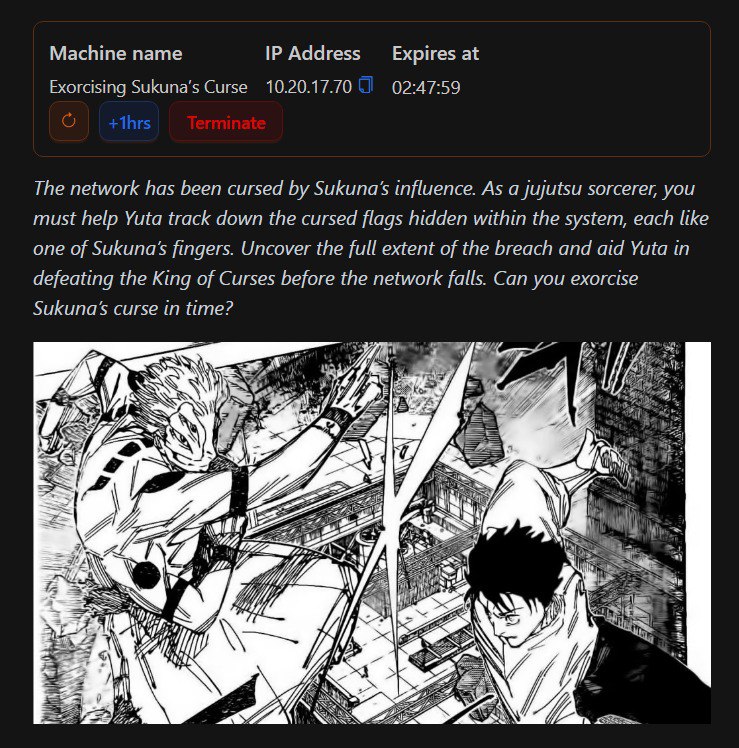 Machine name IP Address Expires at
Exorcising Sukuna's Curse 10.20.17.70 02:47:59
+1hrs Terminate
The network has been cursed by Sukuna's influence. As a jujutsu sorcerer, you
must help Yuta track down the cursed flags hidden within the system, each like
one of Sukuna's fingers. Uncover the full extent of the breach and aid Yuta in
defeating the King of Curses before the network falls. Can you exorcise
Sukuna's curse in time?